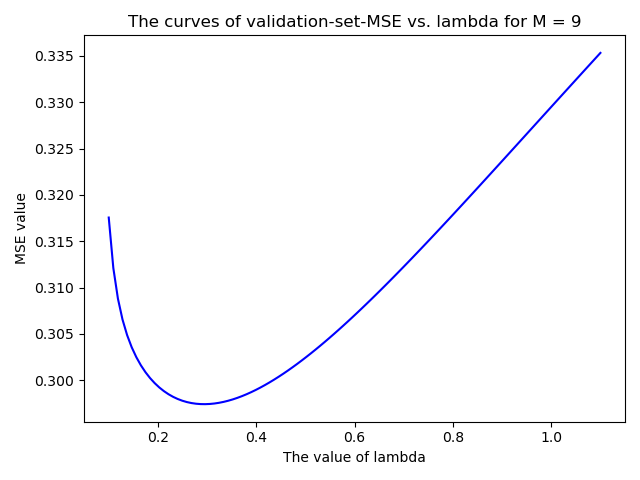 The curves of validation-set-MSE vs. lambda for M = 9
0.335
0.330
0.325
0.320
0.315
0.310
0.305
0.300
MSE value
0.2 0.4 0.6 0.8 1.0
The value of lambda